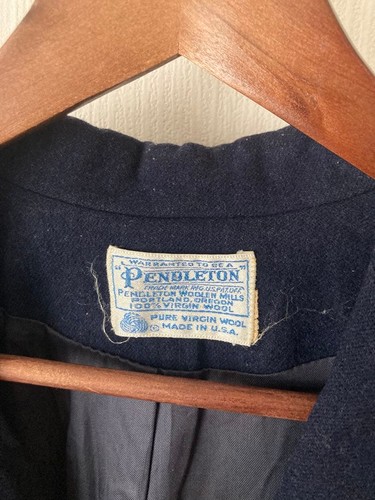 WARRANTED TO BE A
"PENDLETON"
TRADE MARK REG. U.S. PAT. OFF.
PENDLETON WOOLEN MILLS
PORTLAND, OREGON
100% VIRGIN WOOL
PURE VIRGIN WOOL
MADE IN U.S.A.